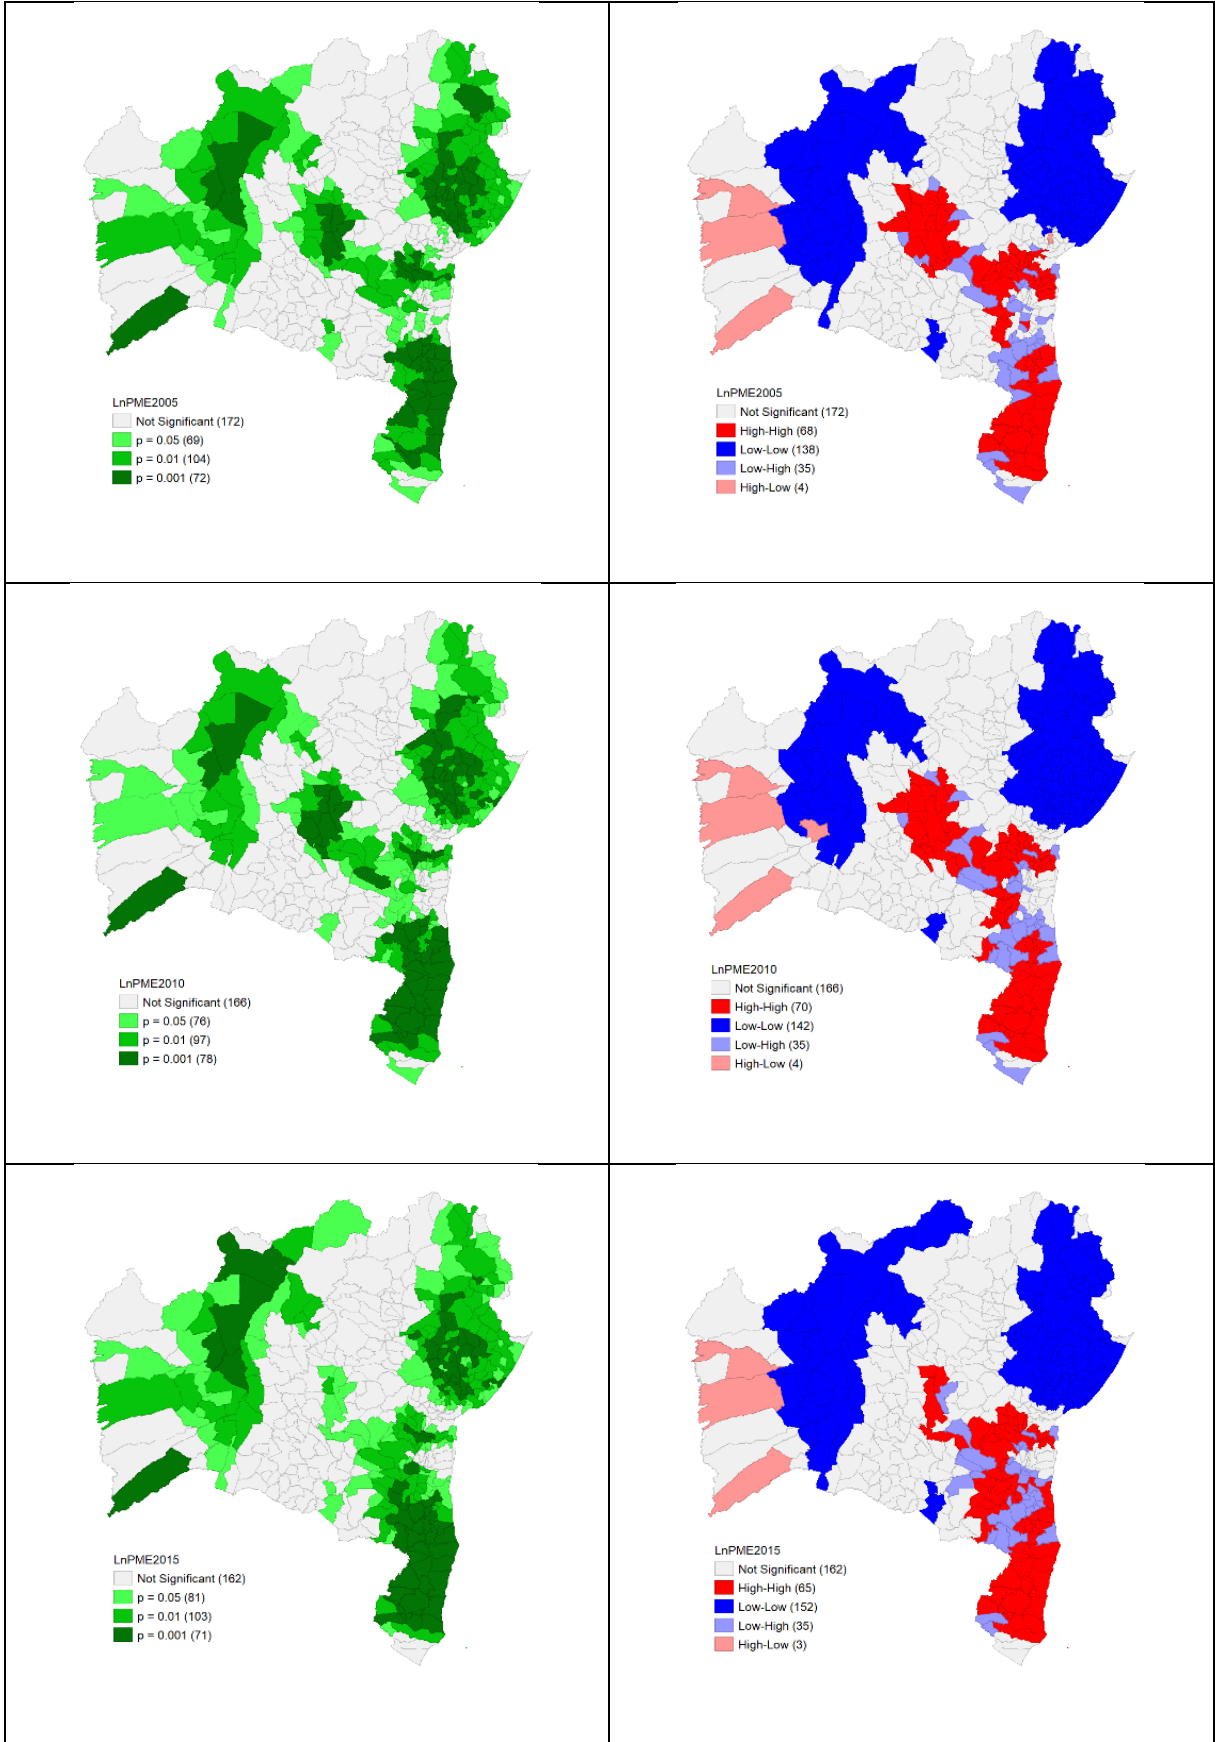 LnPME2005
Not Significant (172)
p = 0.05 (69)
p = 0.01 (104)
p = 0.001 (72)
LnPME2005
Not Significant (172)
High-High (68)
Low-Low (138)
Low-High (35)
High-Low (4)
LnPME2010
Not Significant (166)
p = 0.05 (76)
p = 0.01 (97)
p = 0.001 (78)
LnPME2010
Not Significant (166)
High-High (70)
Low-Low (142)
Low-High (35)
High-Low (4)
LnPME2015
Not Significant (162)
p = 0.05 (81)
p = 0.01 (103)
p = 0.001 (71)
LnPME2015
Not Significant (162)
High-High (65)
Low-Low (152)
Low-High (35)
High-Low (3)